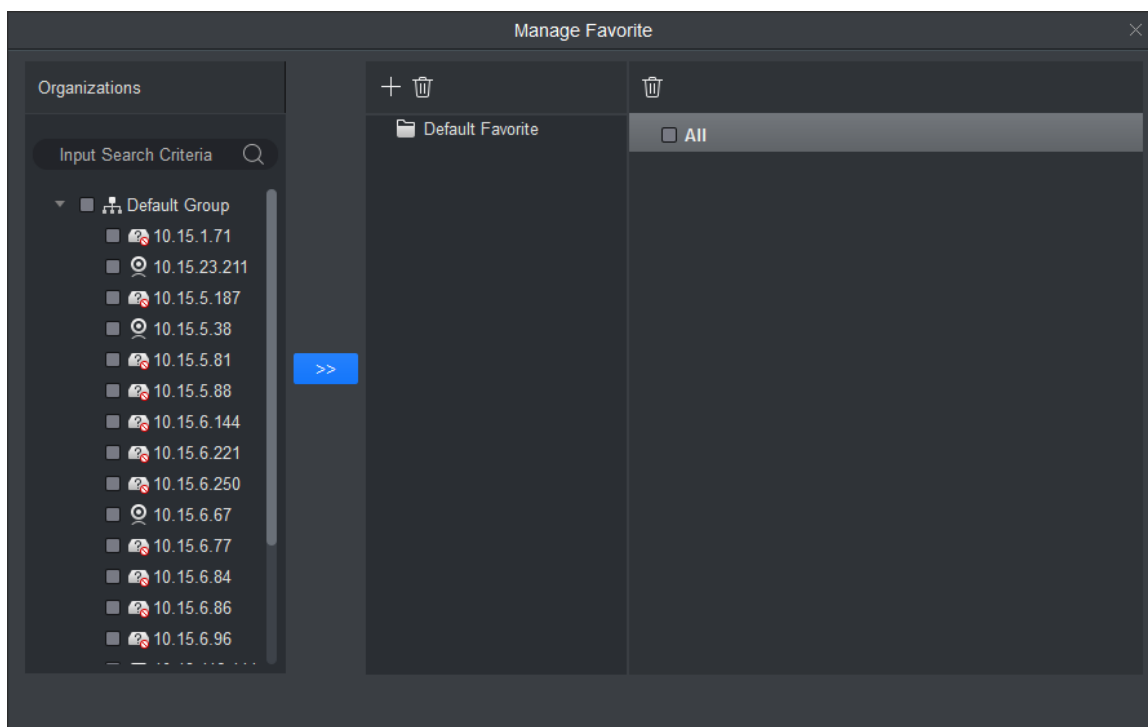 Manage Favorite
Organizations
Input Search Criteria
Default Group
10.15.1.71
10.15.23.211
10.15.5.187
10.15.5.38
10.15.5.81
10.15.5.88
10.15.6.144
10.15.6.221
10.15.6.250
10.15.6.67
10.15.6.77
10.15.6.84
10.15.6.86
10.15.6.96
>>
Default Favorite
All